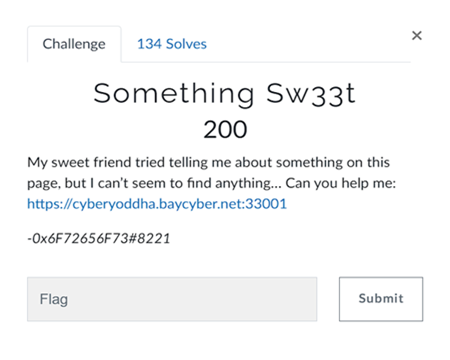 Challenge
134 Solves
×
Something Sw33t
200
My sweet friend tried telling me about something on this
page, but I can't seem to find anything... Can you help me:
https://cyberyoddha.baycyber.net:33001
-0x6F72656F73#8221
Flag
Submit